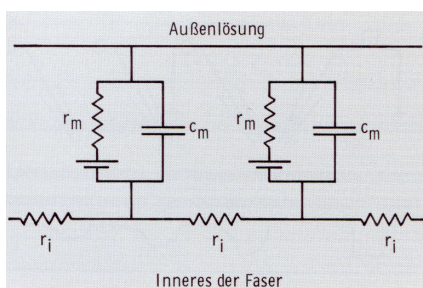 Außenlösung
r_m c_m r_m c_m
r_i r_i r_i
Inneres der Faser